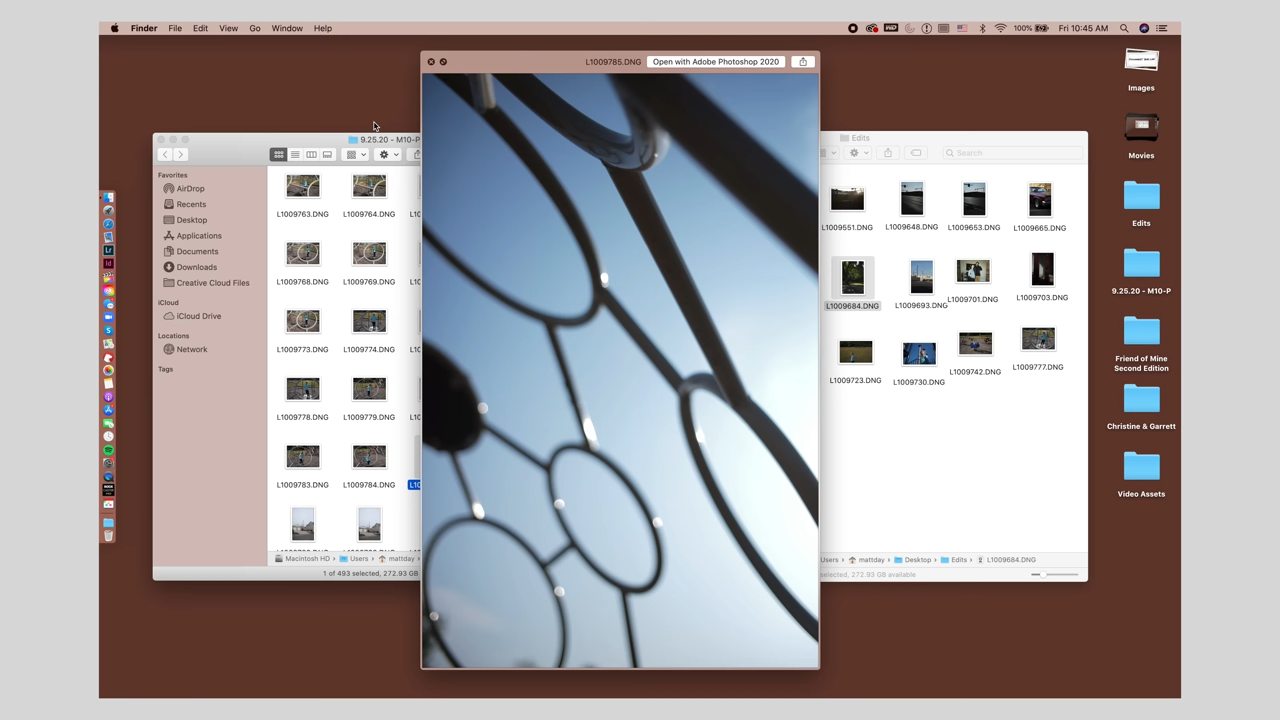 Finder File Edit View Go Window Help
100% Fri 10:45 AM
L1009785.DNG Open with Adobe Photoshop 2020
9.25.20 - M10-P
Favorites
AirDrop
Recents
Desktop
Applications
Documents
Downloads
Creative Cloud Files
iCloud
iCloud Drive
Locations
Network
Tags
L1009763.DNG L1009764.DNG
L1009768.DNG L1009769.DNG
L1009773.DNG L1009774.DNG
L1009778.DNG L1009779.DNG
L1009783.DNG L1009784.DNG
Macintosh HD Users mattday
1 of 493 selected, 272.93 GB
Edits
Search
L1009551.DNG L1009648.DNG L1009653.DNG L1009665.DNG
L1009684.DNG L1009693.DNG L1009701.DNG L1009703.DNG
L1009723.DNG L1009730.DNG L1009742.DNG L1009777.DNG
Users mattday Desktop Edits L1009684.DNG
selected, 272.93 GB available
Images
Movies
Edits
9.25.20 - M10-P
Friend of Mine
Second Edition
Christine & Garrett
Video Assets